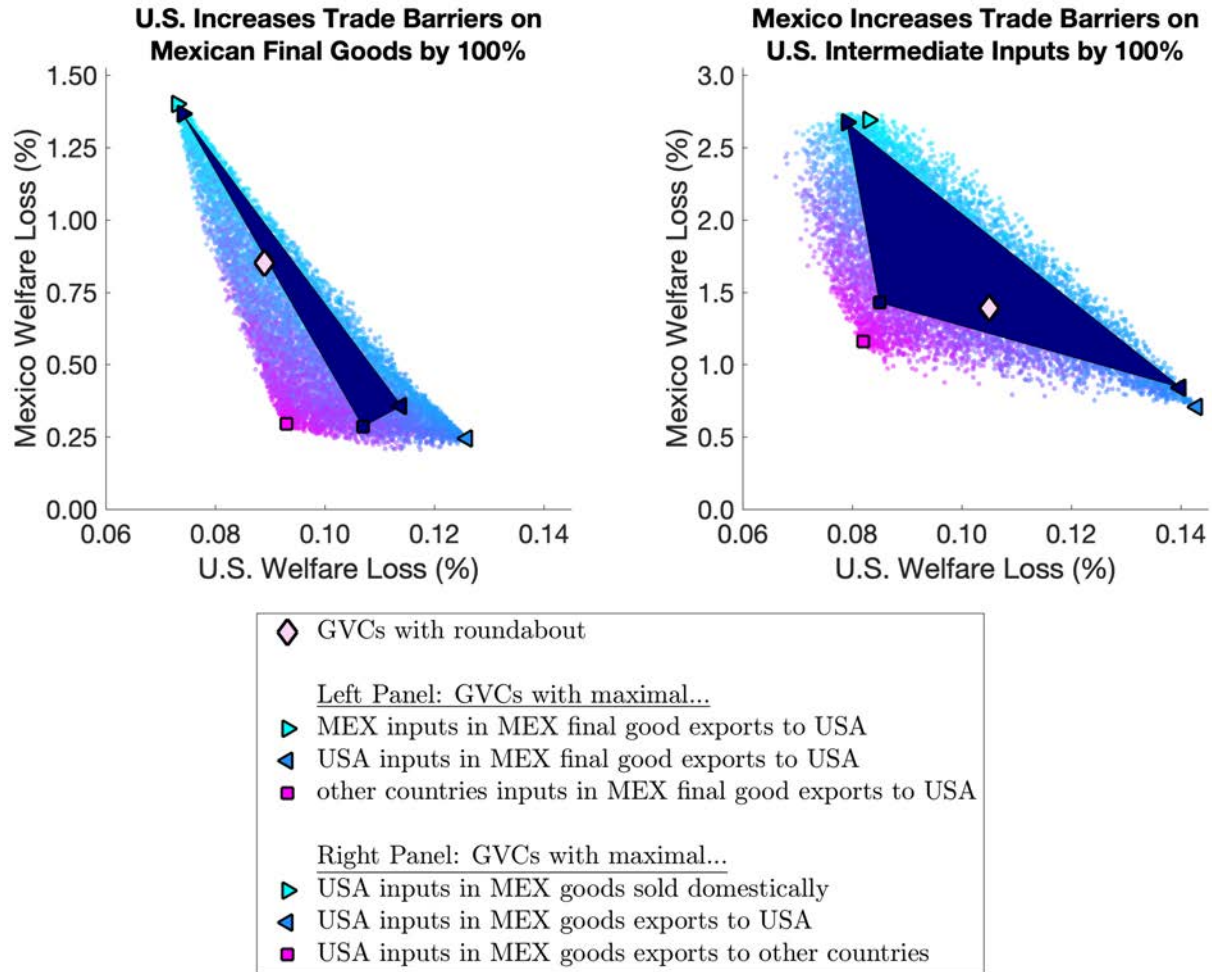 U.S. Increases Trade Barriers on
Mexican Final Goods by 100%
1.50
1.25
1.00
0.75
0.50
0.25
0.00
Mexico Welfare Loss (%)
0.06 0.08 0.10 0.12 0.14
U.S. Welfare Loss (%)
Mexico Increases Trade Barriers on
U.S. Intermediate Inputs by 100%
3.0
2.5
2.0
1.5
1.0
0.5
0.0
Mexico Welfare Loss (%)
0.06 0.08 0.10 0.12 0.14
U.S. Welfare Loss (%)
GVCs with roundabout
Left Panel: GVCs with maximal...
MEX inputs in MEX final good exports to USA
USA inputs in MEX final good exports to USA
other countries inputs in MEX final good exports to USA
Right Panel: GVCs with maximal...
USA inputs in MEX goods sold domestically
USA inputs in MEX goods exports to USA
USA inputs in MEX goods exports to other countries